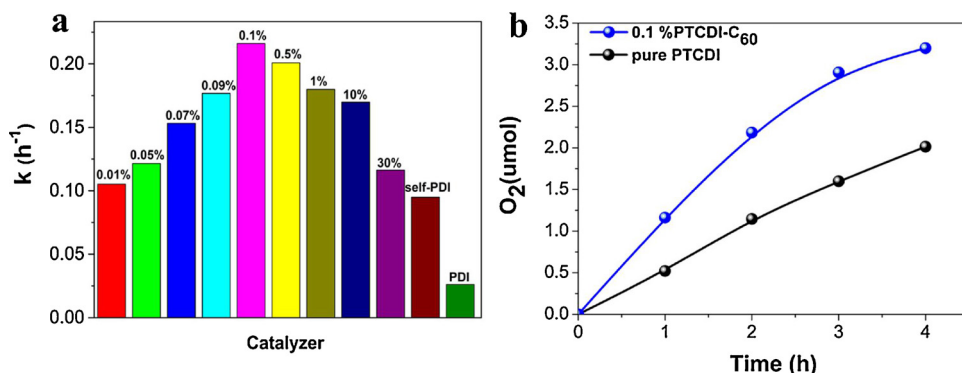 a
k (h⁻¹)
0.20
0.15
0.10
0.05
0.00
0.01%
0.05%
0.07%
0.09%
0.1%
0.5%
1%
10%
30%
self-PDI
PDI
Catalyzer
b
O₂(umol)
3.5
3.0
2.5
2.0
1.5
1.0
0.5
0.0
0.1 %PTCDI-C₆₀
pure PTCDI
0 1 2 3 4
Time (h)